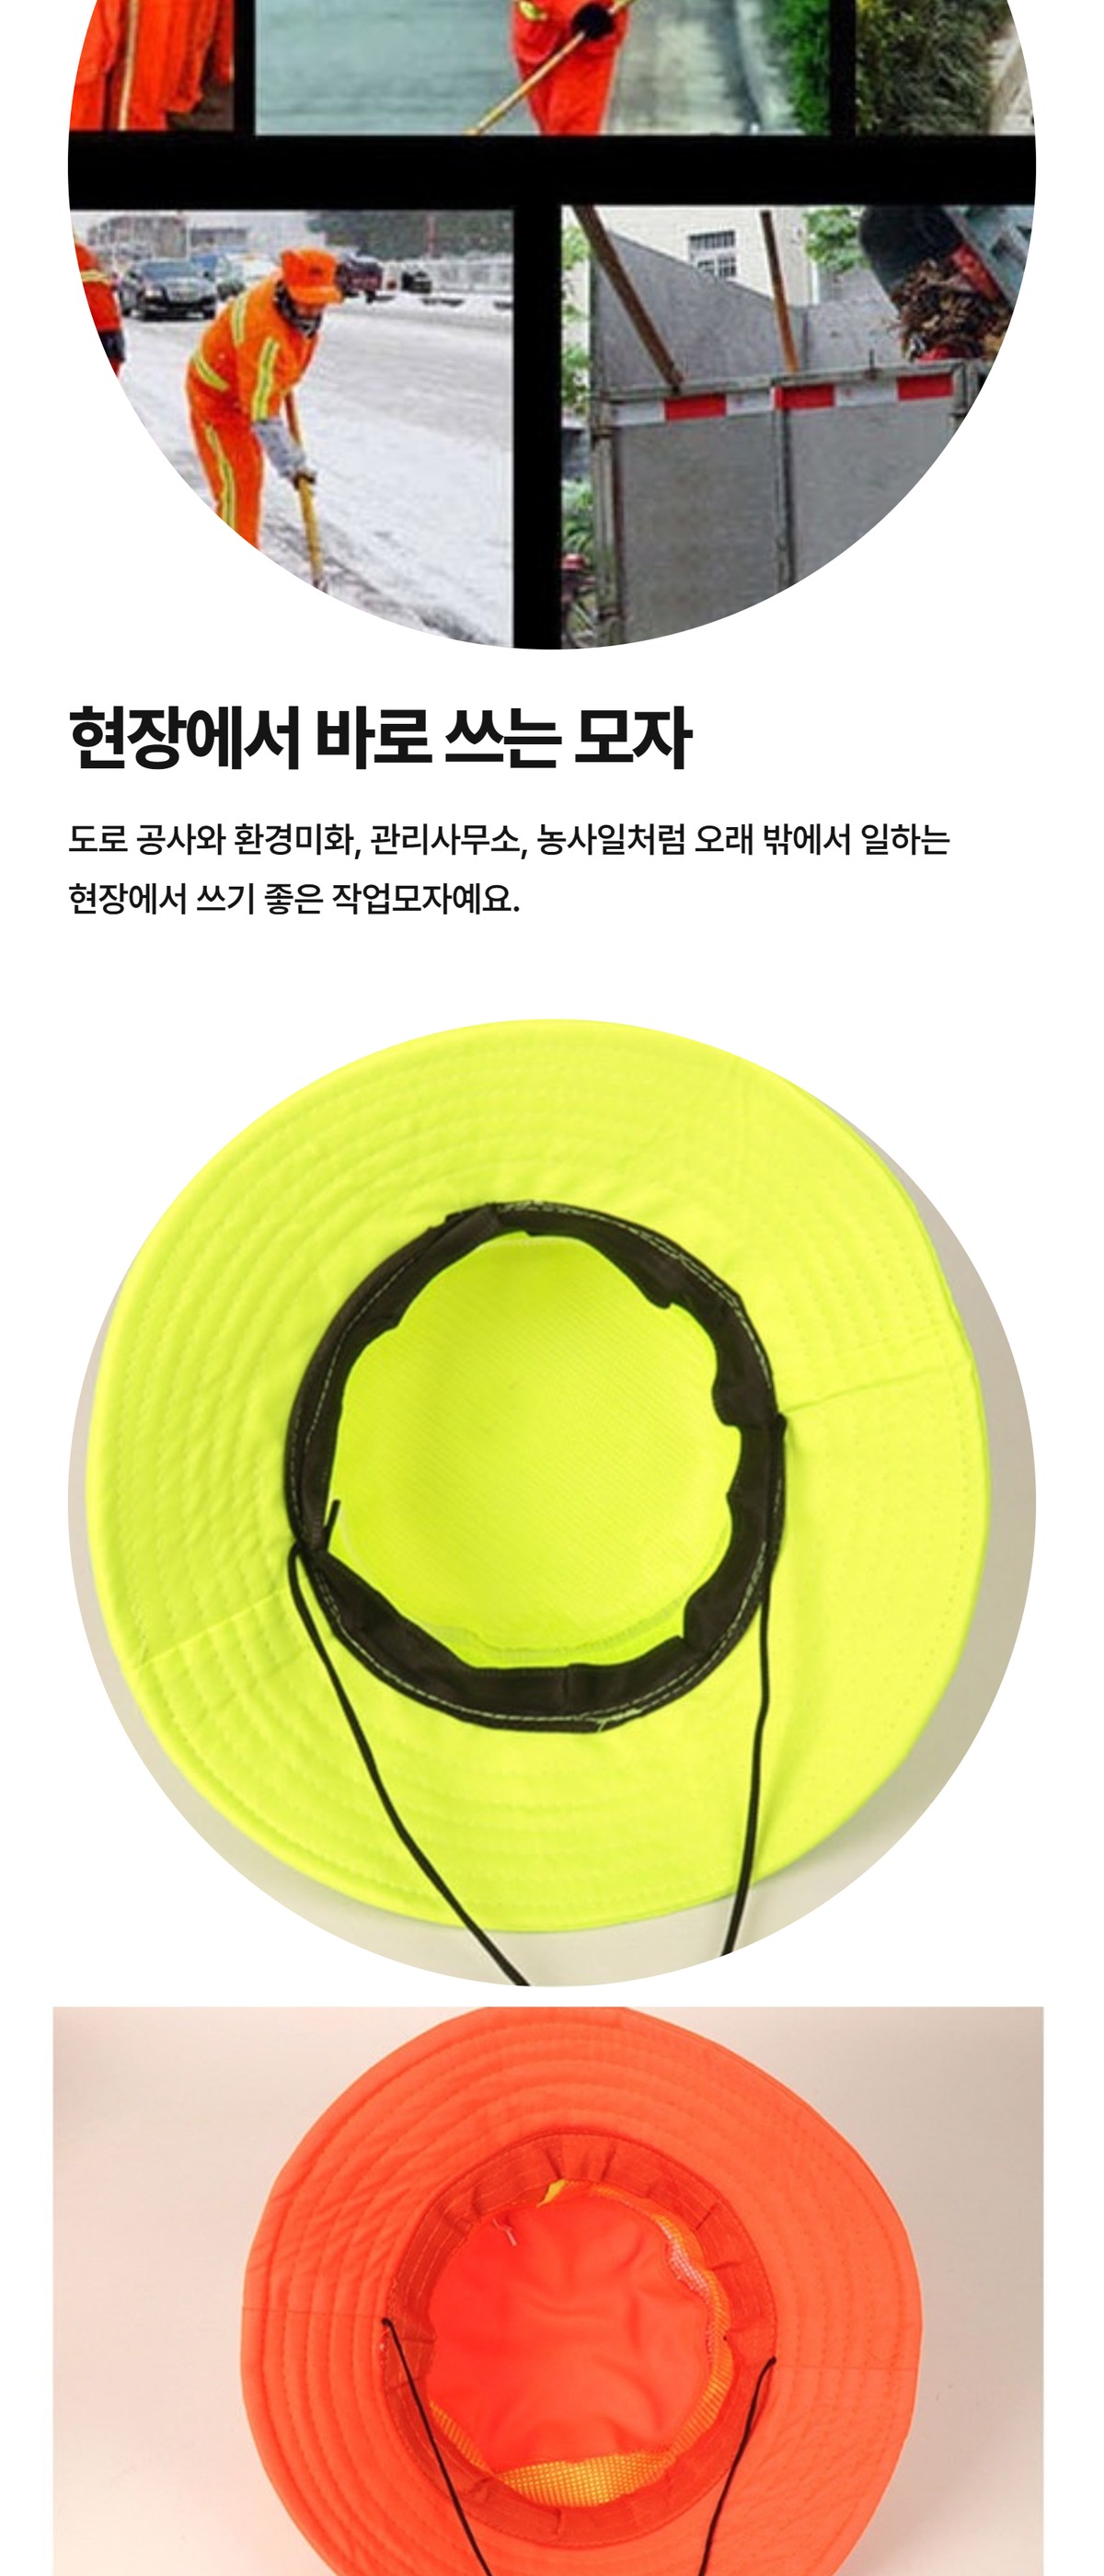 현장에서 바로 쓰는 모자
도로 공사와 환경미화, 관리사무소, 농사일처럼 오래 밖에서 일하는
현장에서 쓰기 좋은 작업모자예요.